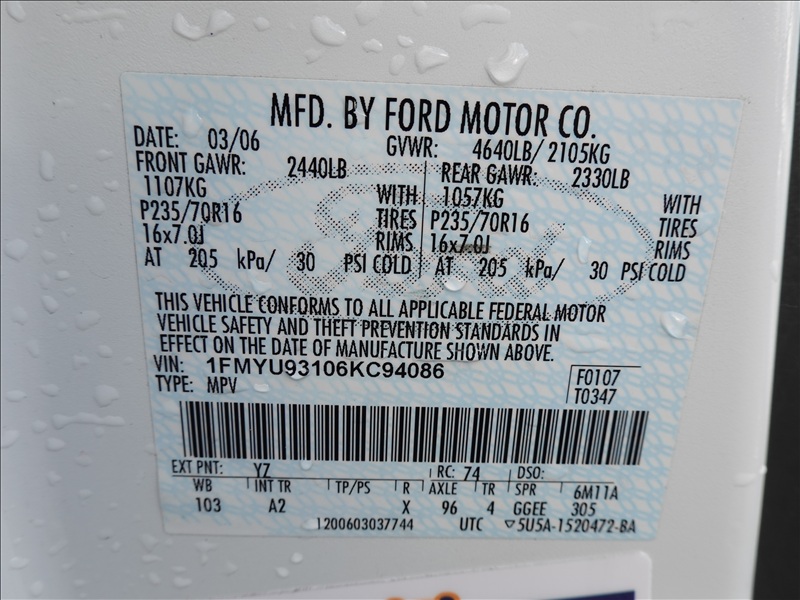 MFD. BY FORD MOTOR CO.
DATE: 03/06 GVWR: 4640LB/ 2105KG
FRONT GAWR: 2440LB REAR GAWR: 2330LB
1107KG WITH 1057KG WITH
P235/70R16 TIRES P235/70R16 TIRES
16x7.0J RIMS 16x7.0J RIMS
AT 205 kPa/ 30 PSI COLD AT 205 kPa/ 30 PSI COLD
THIS VEHICLE CONFORMS TO ALL APPLICABLE FEDERAL MOTOR
VEHICLE SAFETY AND THEFT PREVENTION STANDARDS IN
EFFECT ON THE DATE OF MANUFACTURE SHOWN ABOVE.
VIN: 1FMYU93106KC94086 F0107
TYPE: MPV T0347
EXT PNT: YZ RC: 74 DSO:
WB INT TR TP/PS R AXLE TR SPR 6M11A
103 A2 X 96 4 GGEE 305
1200603037744 UTC ▽5U5A-1520472-BA